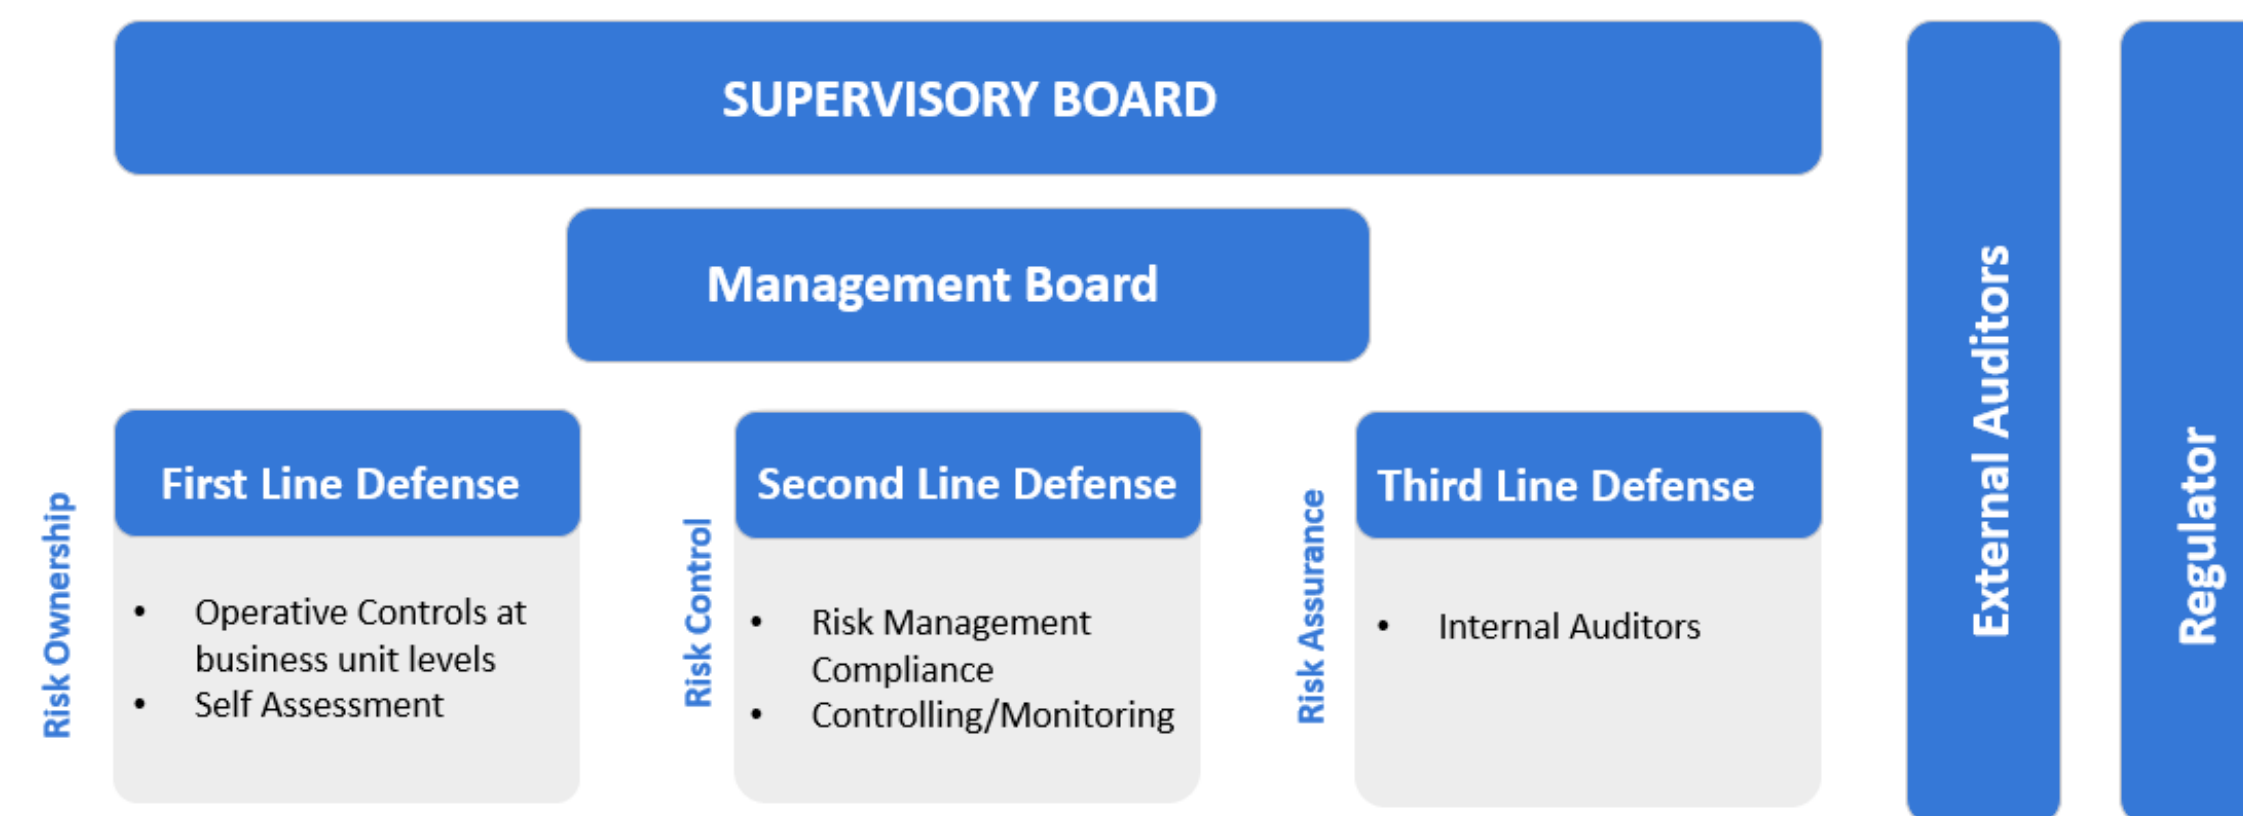 SUPERVISORY BOARD
Management Board
Risk Ownership
First Line Defense
• Operative Controls at
business unit levels
• Self Assessment
Risk Control
Second Line Defense
• Risk Management
Compliance
• Controlling/Monitoring
Risk Assurance
Third Line Defense
• Internal Auditors
External Auditors
Regulator